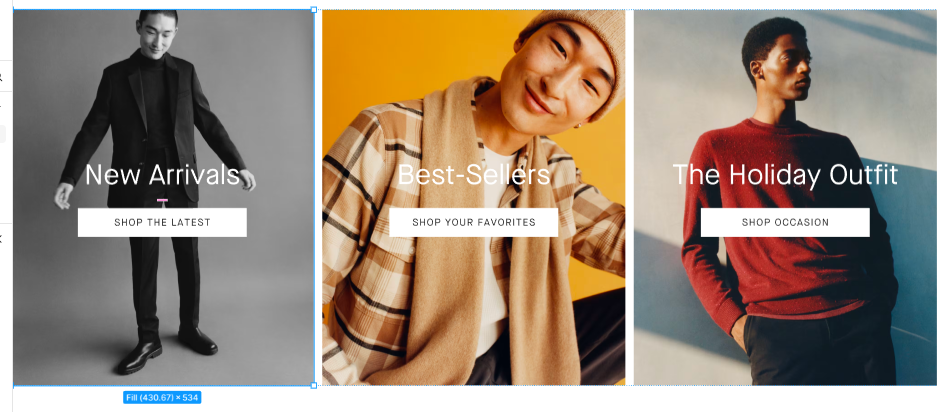 New Arrivals
SHOP THE LATEST
Best-Sellers
SHOP YOUR FAVORITES
The Holiday Outfit
SHOP OCCASION
Fill (430.67) × 534